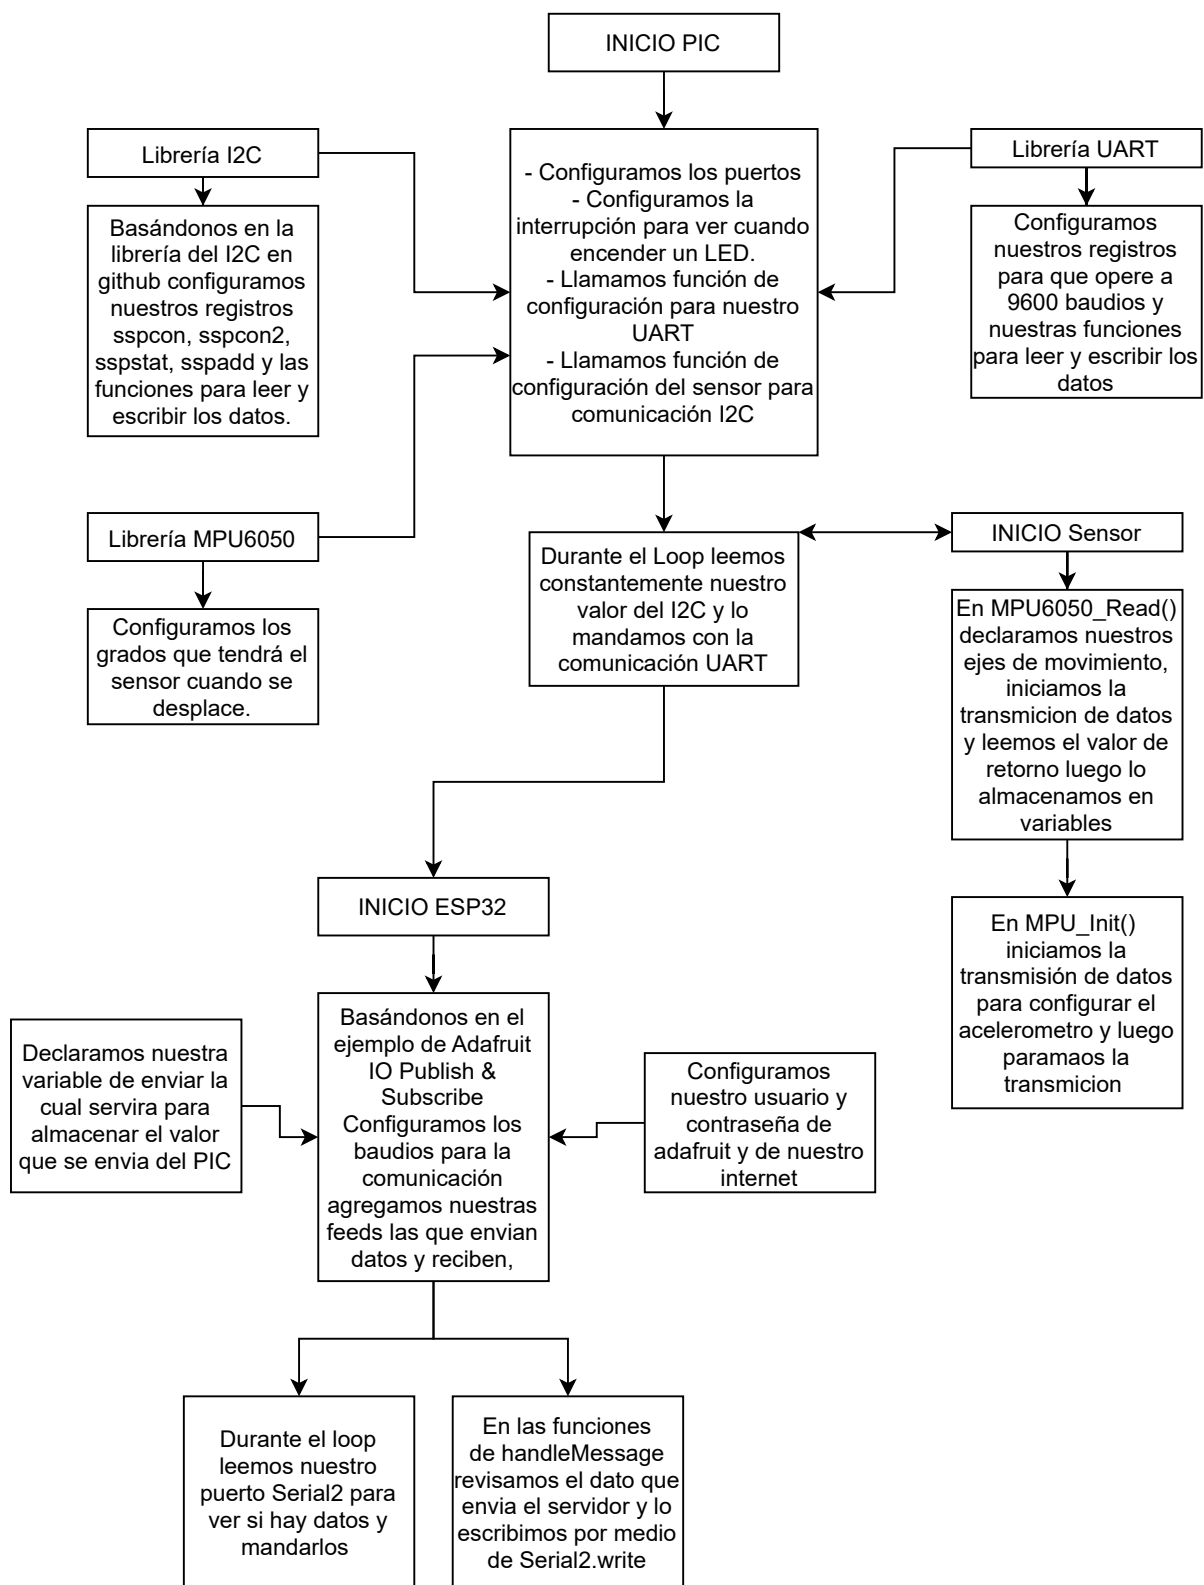 INICIO PIC
Librería I2C
Basándonos en la
librería del I2C en
github configuramos
nuestros registros
sspcon, sspcon2,
sspstat, sspadd y las
funciones para leer y
escribir los datos.
- Configuramos los puertos
- Configuramos la
interrupción para ver cuando
encender un LED.
- Llamamos función de
configuración para nuestro
UART
- Llamamos función de
configuración del sensor para
comunicación I2C
Librería UART
Configuramos
nuestros registros
para que opere a
9600 baudios y
nuestras funciones
para leer y escribir los
datos
Librería MPU6050
Configuramos los
grados que tendrá el
sensor cuando se
desplace.
Durante el Loop leemos
constantemente nuestro
valor del I2C y lo
mandamos con la
comunicación UART
INICIO Sensor
En MPU6050_Read()
declaramos nuestros
ejes de movimiento,
iniciamos la
transmicion de datos
y leemos el valor de
retorno luego lo
almacenamos en
variables
En MPU_Init()
iniciamos la
transmisión de datos
para configurar el
acelerometro y luego
paramaos la
transmicion
INICIO ESP32
Declaramos nuestra
variable de enviar la
cual servira para
almacenar el valor
que se envia del PIC
Basándonos en el
ejemplo de Adafruit
IO Publish &
Subscribe
Configuramos los
baudios para la
comunicación
agregamos nuestras
feeds las que envian
datos y reciben,
Configuramos
nuestro usuario y
contraseña de
adafruit y de nuestro
internet
Durante el loop
leemos nuestro
puerto Serial2 para
ver si hay datos y
mandarlos
En las funciones
de handleMessage
revisamos el dato que
envia el servidor y lo
escribimos por medio
de Serial2.write